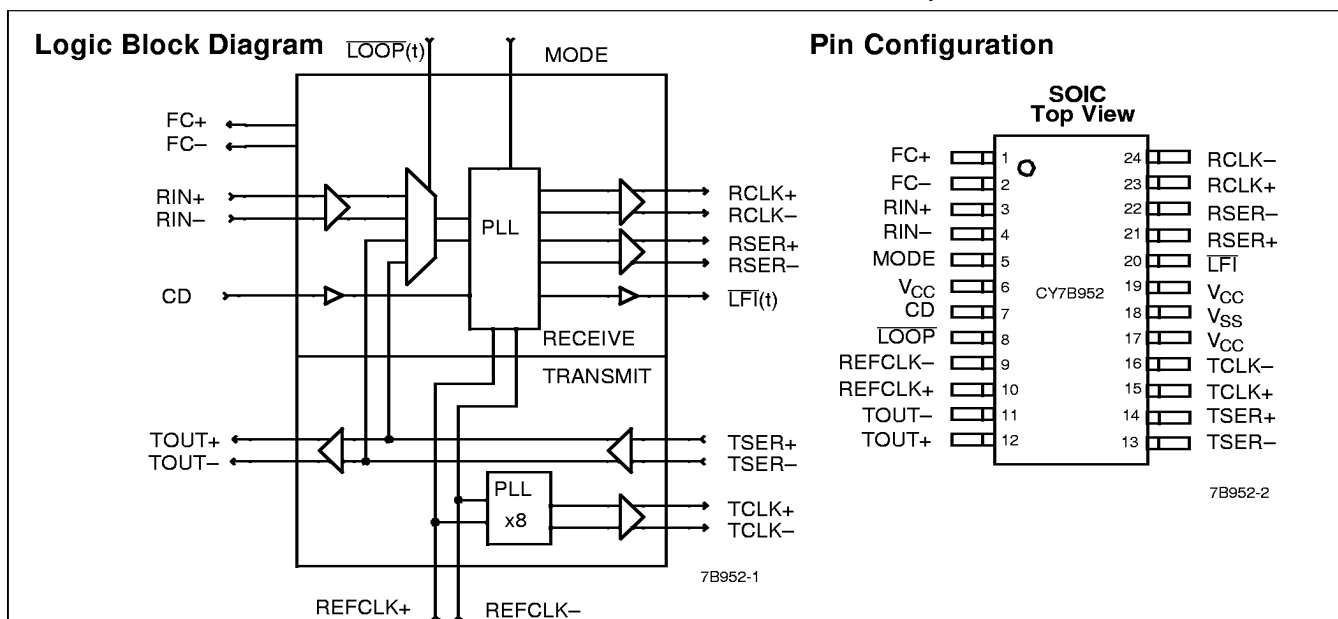 Logic Block Diagram
L̅O̅O̅P̅(t)
MODE
FC+
FC−
RIN+
RIN−
CD
PLL
RCLK+
RCLK−
RSER+
RSER−
L̅F̅I̅(t)
RECEIVE
TRANSMIT
TOUT+
TOUT−
TSER+
TSER−
PLL
x8
TCLK+
TCLK−
7B952-1
REFCLK+ REFCLK−
Pin Configuration
SOIC
Top View
FC+ 1 24 RCLK−
FC− 2 23 RCLK+
RIN+ 3 22 RSER−
RIN− 4 21 RSER+
MODE 5 20 L̅F̅I̅
VCC 6 CY7B952 19 VCC
CD 7 18 VSS
L̅O̅O̅P̅ 8 17 VCC
REFCLK− 9 16 TCLK−
REFCLK+ 10 15 TCLK+
TOUT− 11 14 TSER+
TOUT+ 12 13 TSER−
7B952-2